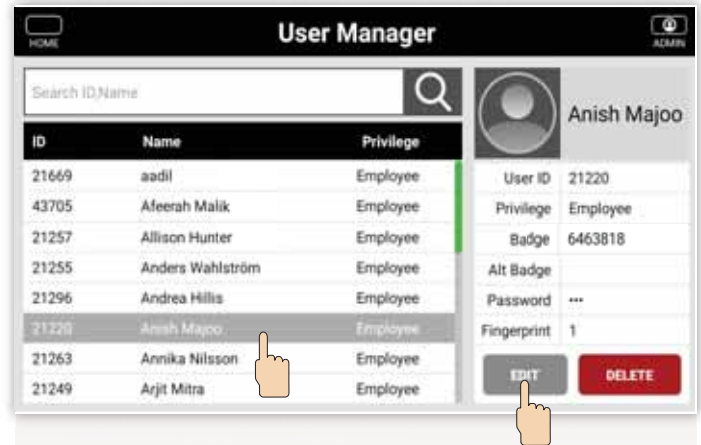 HOME
User Manager
ADMIN
Search ID,Name
ID Name Privilege
21669 aadil Employee
43705 Afeerah Malik Employee
21257 Allison Hunter Employee
21255 Anders Wahlström Employee
21296 Andrea Hillis Employee
21220 Anish Majoo Employee
21263 Annika Nilsson Employee
21249 Arjit Mitra Employee
Anish Majoo
User ID 21220
Privilege Employee
Badge 6463818
Alt Badge
Password •••
Fingerprint 1
EDIT DELETE